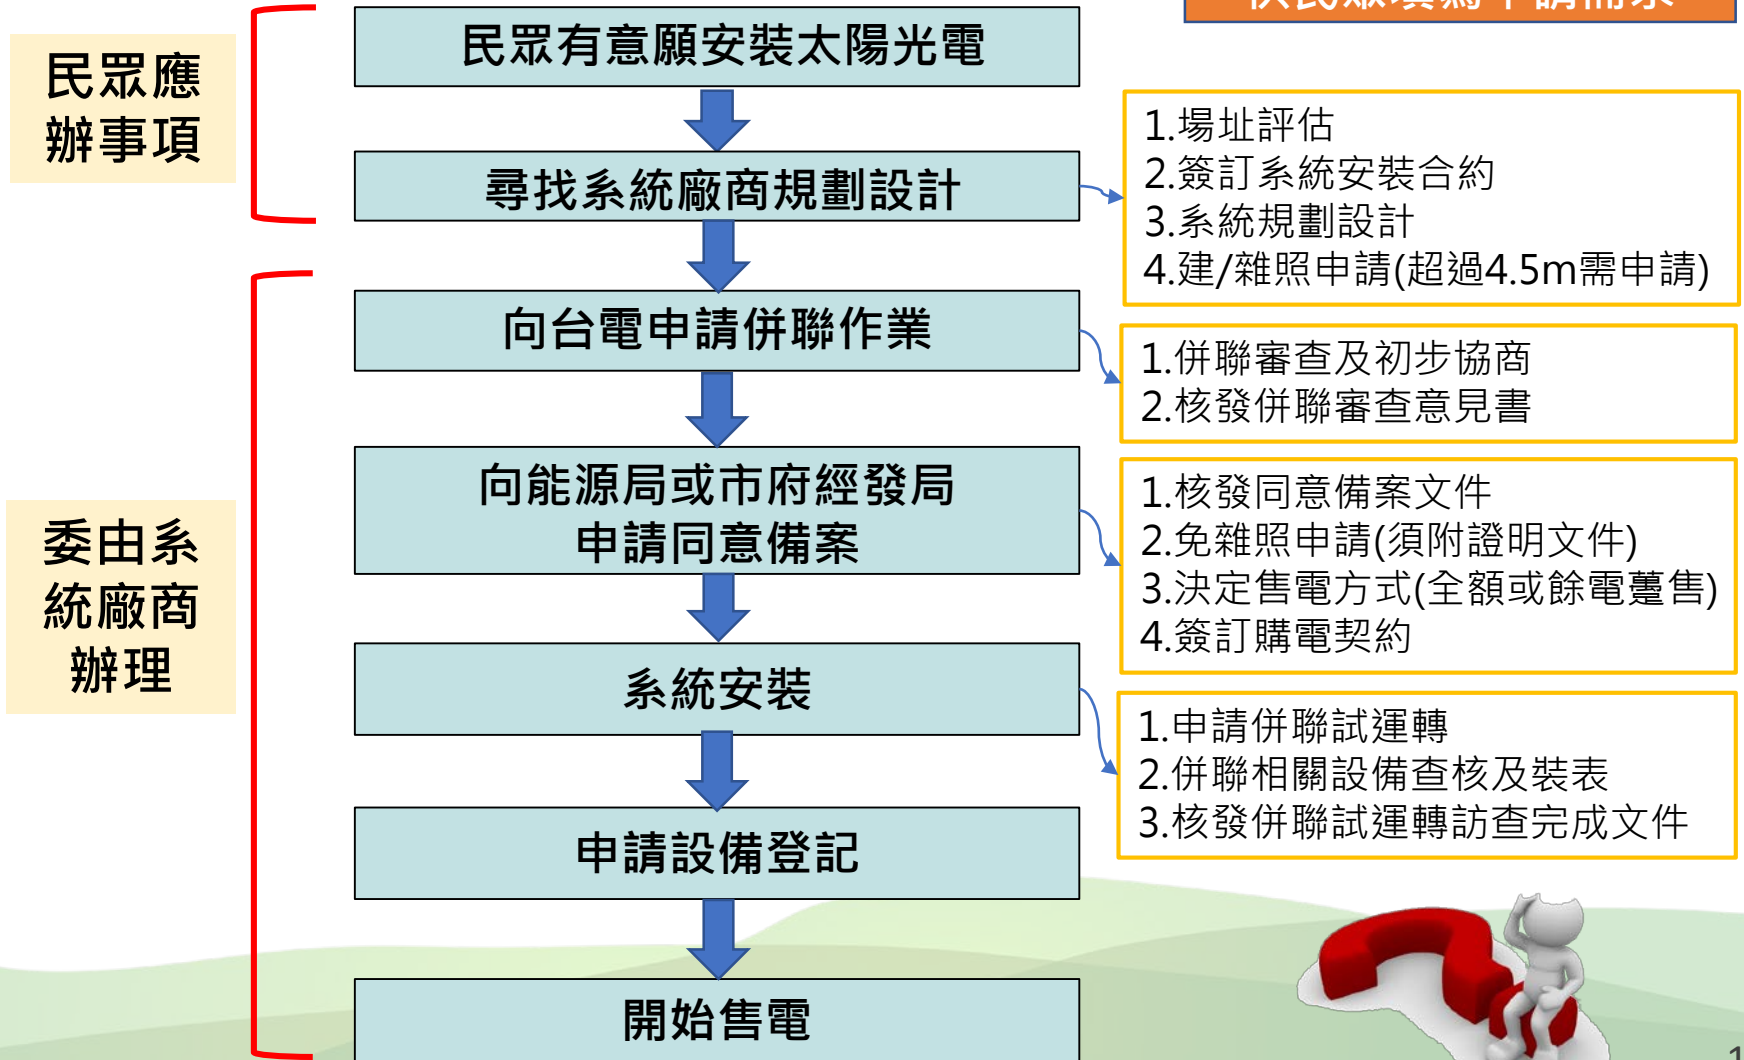 供民眾填寫申請需求
民眾有意願安裝太陽光電
民眾應
辦事項
尋找系統廠商規劃設計
1.場址評估
2.簽訂系統安裝合約
3.系統規劃設計
4.建/雜照申請(超過4.5m需申請)
向台電申請併聯作業
1.併聯審查及初步協商
2.核發併聯審查意見書
委由系
統廠商
辦理
向能源局或市府經發局
申請同意備案
1.核發同意備案文件
2.免雜照申請(須附證明文件)
3.決定售電方式(全額或餘電躉售)
4.簽訂購電契約
系統安裝
1.申請併聯試運轉
2.併聯相關設備查核及裝表
3.核發併聯試運轉訪查完成文件
申請設備登記
開始售電